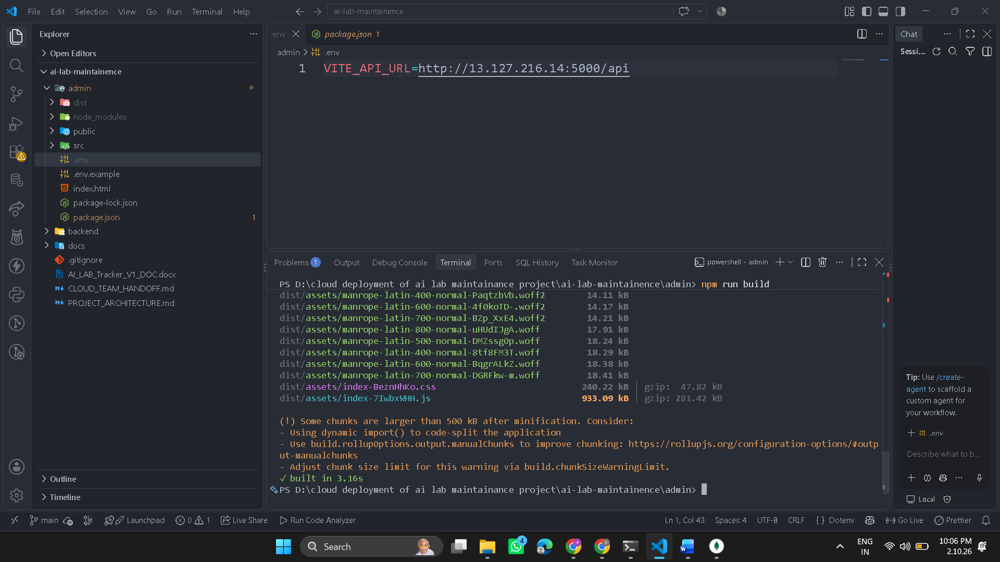 File Edit Selection View Go Run Terminal Help
ai-lab-maintainence
Explorer
Open Editors
ai-lab-maintainence
admin
dist
node_modules
public
src
.env
.env.example
index.html
package-lock.json
package.json 1
backend
docs
.gitignore
AI_LAB_Tracker_V1_DOC.docx
CLOUD_TEAM_HANDOFF.md
PROJECT_ARCHITECTURE.md
Outline
Timeline
.env package.json 1
admin > .env
1 VITE_API_URL=http://13.127.216.14:5000/api
Problems 1 Output Debug Console Terminal Ports SQL History Task Monitor powershell - admin
PS D:\cloud deployment of ai lab maintainance project\ai-lab-maintainence\admin> npm run build
dist/assets/manrope-latin-400-normal-PaqtzbVb.woff2 14.11 kB
dist/assets/manrope-latin-600-normal-4f0koTD-.woff2 14.17 kB
dist/assets/manrope-latin-700-normal-BZp_XxE4.woff2 14.21 kB
dist/assets/manrope-latin-800-normal-uHUdIJgA.woff 17.91 kB
dist/assets/manrope-latin-500-normal-DMZssgOp.woff 18.24 kB
dist/assets/manrope-latin-400-normal-8tf8FM3T.woff 18.29 kB
dist/assets/manrope-latin-600-normal-BqgrALkZ.woff 18.38 kB
dist/assets/manrope-latin-700-normal-DGRFkw-m.woff 18.41 kB
dist/assets/index-BeznHhKo.css 240.22 kB │ gzip: 47.82 kB
dist/assets/index-7IwbxWHH.js 933.09 kB │ gzip: 281.42 kB
(!) Some chunks are larger than 500 kB after minification. Consider:
- Using dynamic import() to code-split the application
- Use build.rollupOptions.output.manualChunks to improve chunking: https://rollupjs.org/configuration-options/#outp
ut-manualchunks
- Adjust chunk size limit for this warning via build.chunkSizeWarningLimit.
✓ built in 3.16s
PS D:\cloud deployment of ai lab maintainance project\ai-lab-maintainence\admin>
Chat
Sessi...
Tip: Use /create-
agent to scaffold a
custom agent for
your workflow.
.env
Describe what to b...
Local
main Launchpad 0 1 Live Share Run Code Analyzer Ln 1, Col 43 Spaces: 4 UTF-8 CRLF {} Dotenv Go Live Prettier
Search
4
ENG
IN
10:06 PM
2.10.26